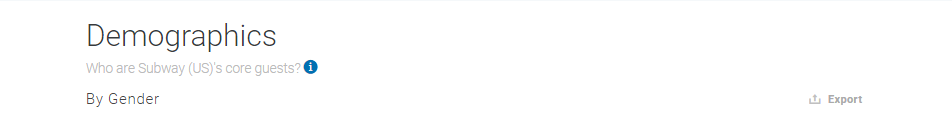 Demographics
Who are Subway (US)'s core guests?
By Gender
Export